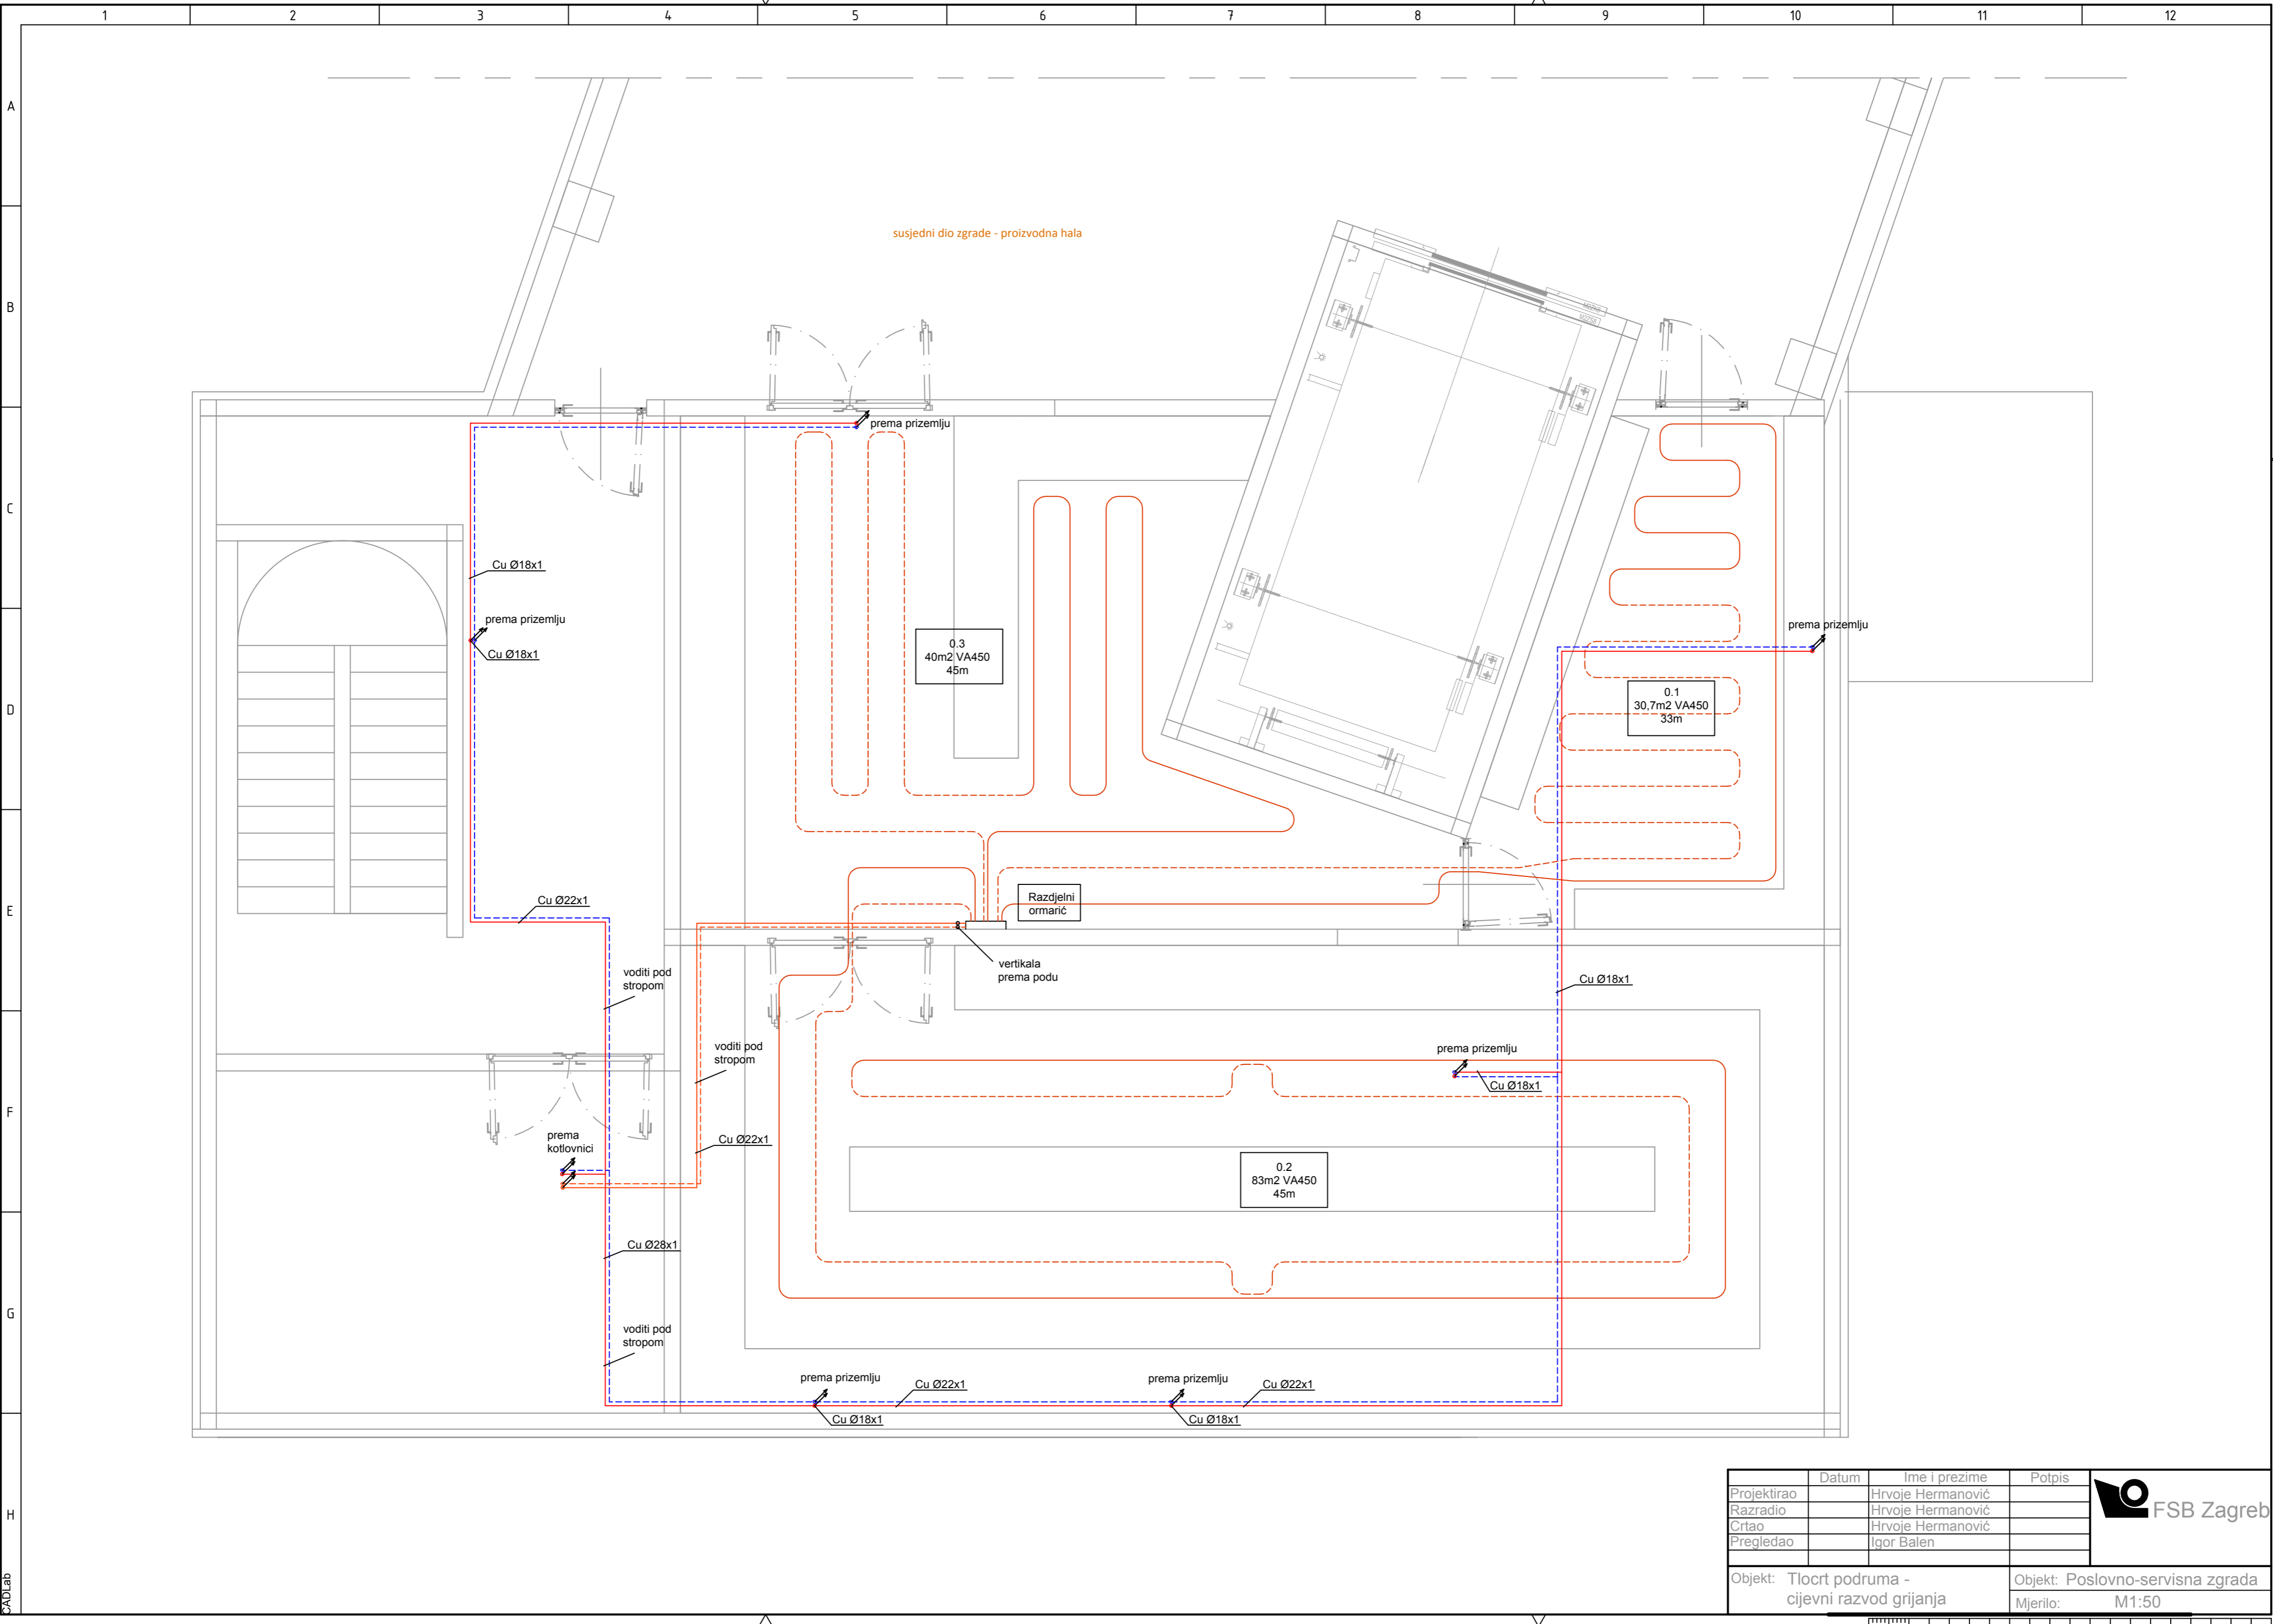 1 2 3 4 5 6 7 8 9 10 11 12
A
B
C
D
E
F
G
H
susjedni dio zgrade - proizvodna hala
prema prizemlju
Cu Ø18x1
prema prizemlju
Cu Ø18x1
0.3
40m2 VA450
45m
prema prizemlju
0.1
30,7m2 VA450
33m
Cu Ø22x1
Razdjelni
ormarić
voditi pod
stropom
vertikala
prema podu
Cu Ø18x1
voditi pod
stropom
prema prizemlju
Cu Ø18x1
prema
kotlovnici
Cu Ø22x1
0.2
83m2 VA450
45m
Cu Ø28x1
voditi pod
stropom
prema prizemlju
Cu Ø22x1
Cu Ø18x1
prema prizemlju
Cu Ø22x1
Cu Ø18x1
Datum Ime i prezime Potpis
Projektirao Hrvoje Hermanović
Razradio Hrvoje Hermanović
Crtao Hrvoje Hermanović
Pregledao Igor Balen
FSB Zagreb
Objekt: Tlocrt podruma -
cijevni razvod grijanja
Objekt: Poslovno-servisna zgrada
Mjerilo: M1:50
CADLab